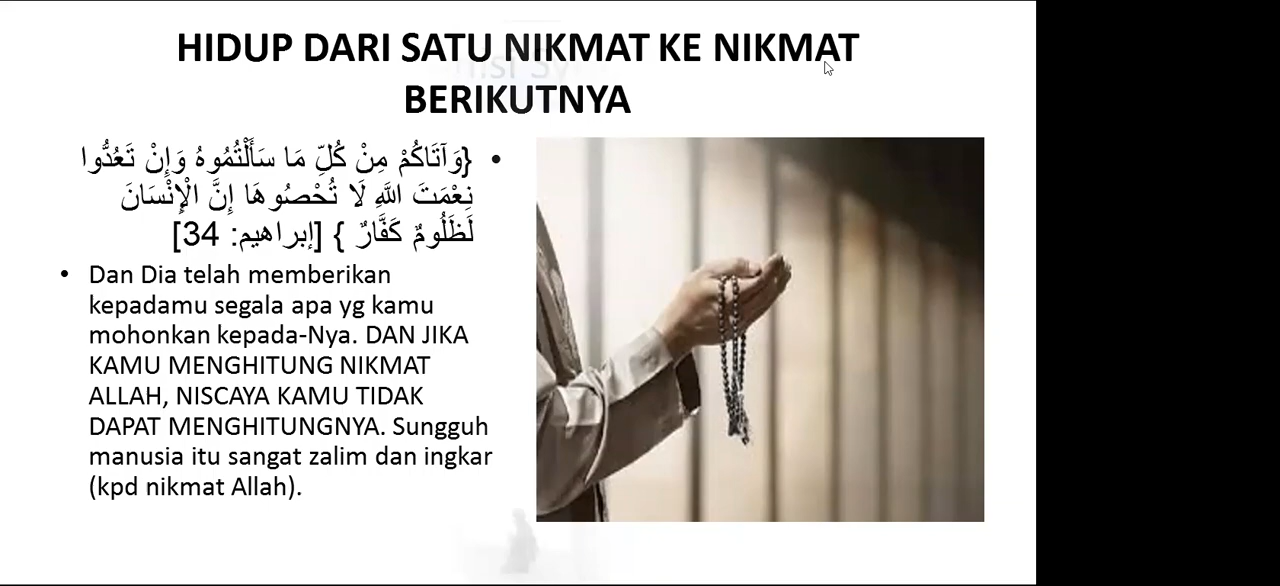 HIDUP DARI SATU NIKMAT KE NIKMAT
BERIKUTNYA
• {وَآتَاكُمْ مِنْ كُلِّ مَا سَأَلْتُمُوهُ وَإِنْ تَعُدُّوا
نِعْمَتَ اللَّهِ لَا تُحْصُوهَا إِنَّ الْإِنْسَانَ
لَظَلُومٌ كَفَّارٌ } [إبراهيم: 34]
• Dan Dia telah memberikan
kepadamu segala apa yg kamu
mohonkan kepada-Nya. DAN JIKA
KAMU MENGHITUNG NIKMAT
ALLAH, NISCAYA KAMU TIDAK
DAPAT MENGHITUNGNYA. Sungguh
manusia itu sangat zalim dan ingkar
(kpd nikmat Allah).